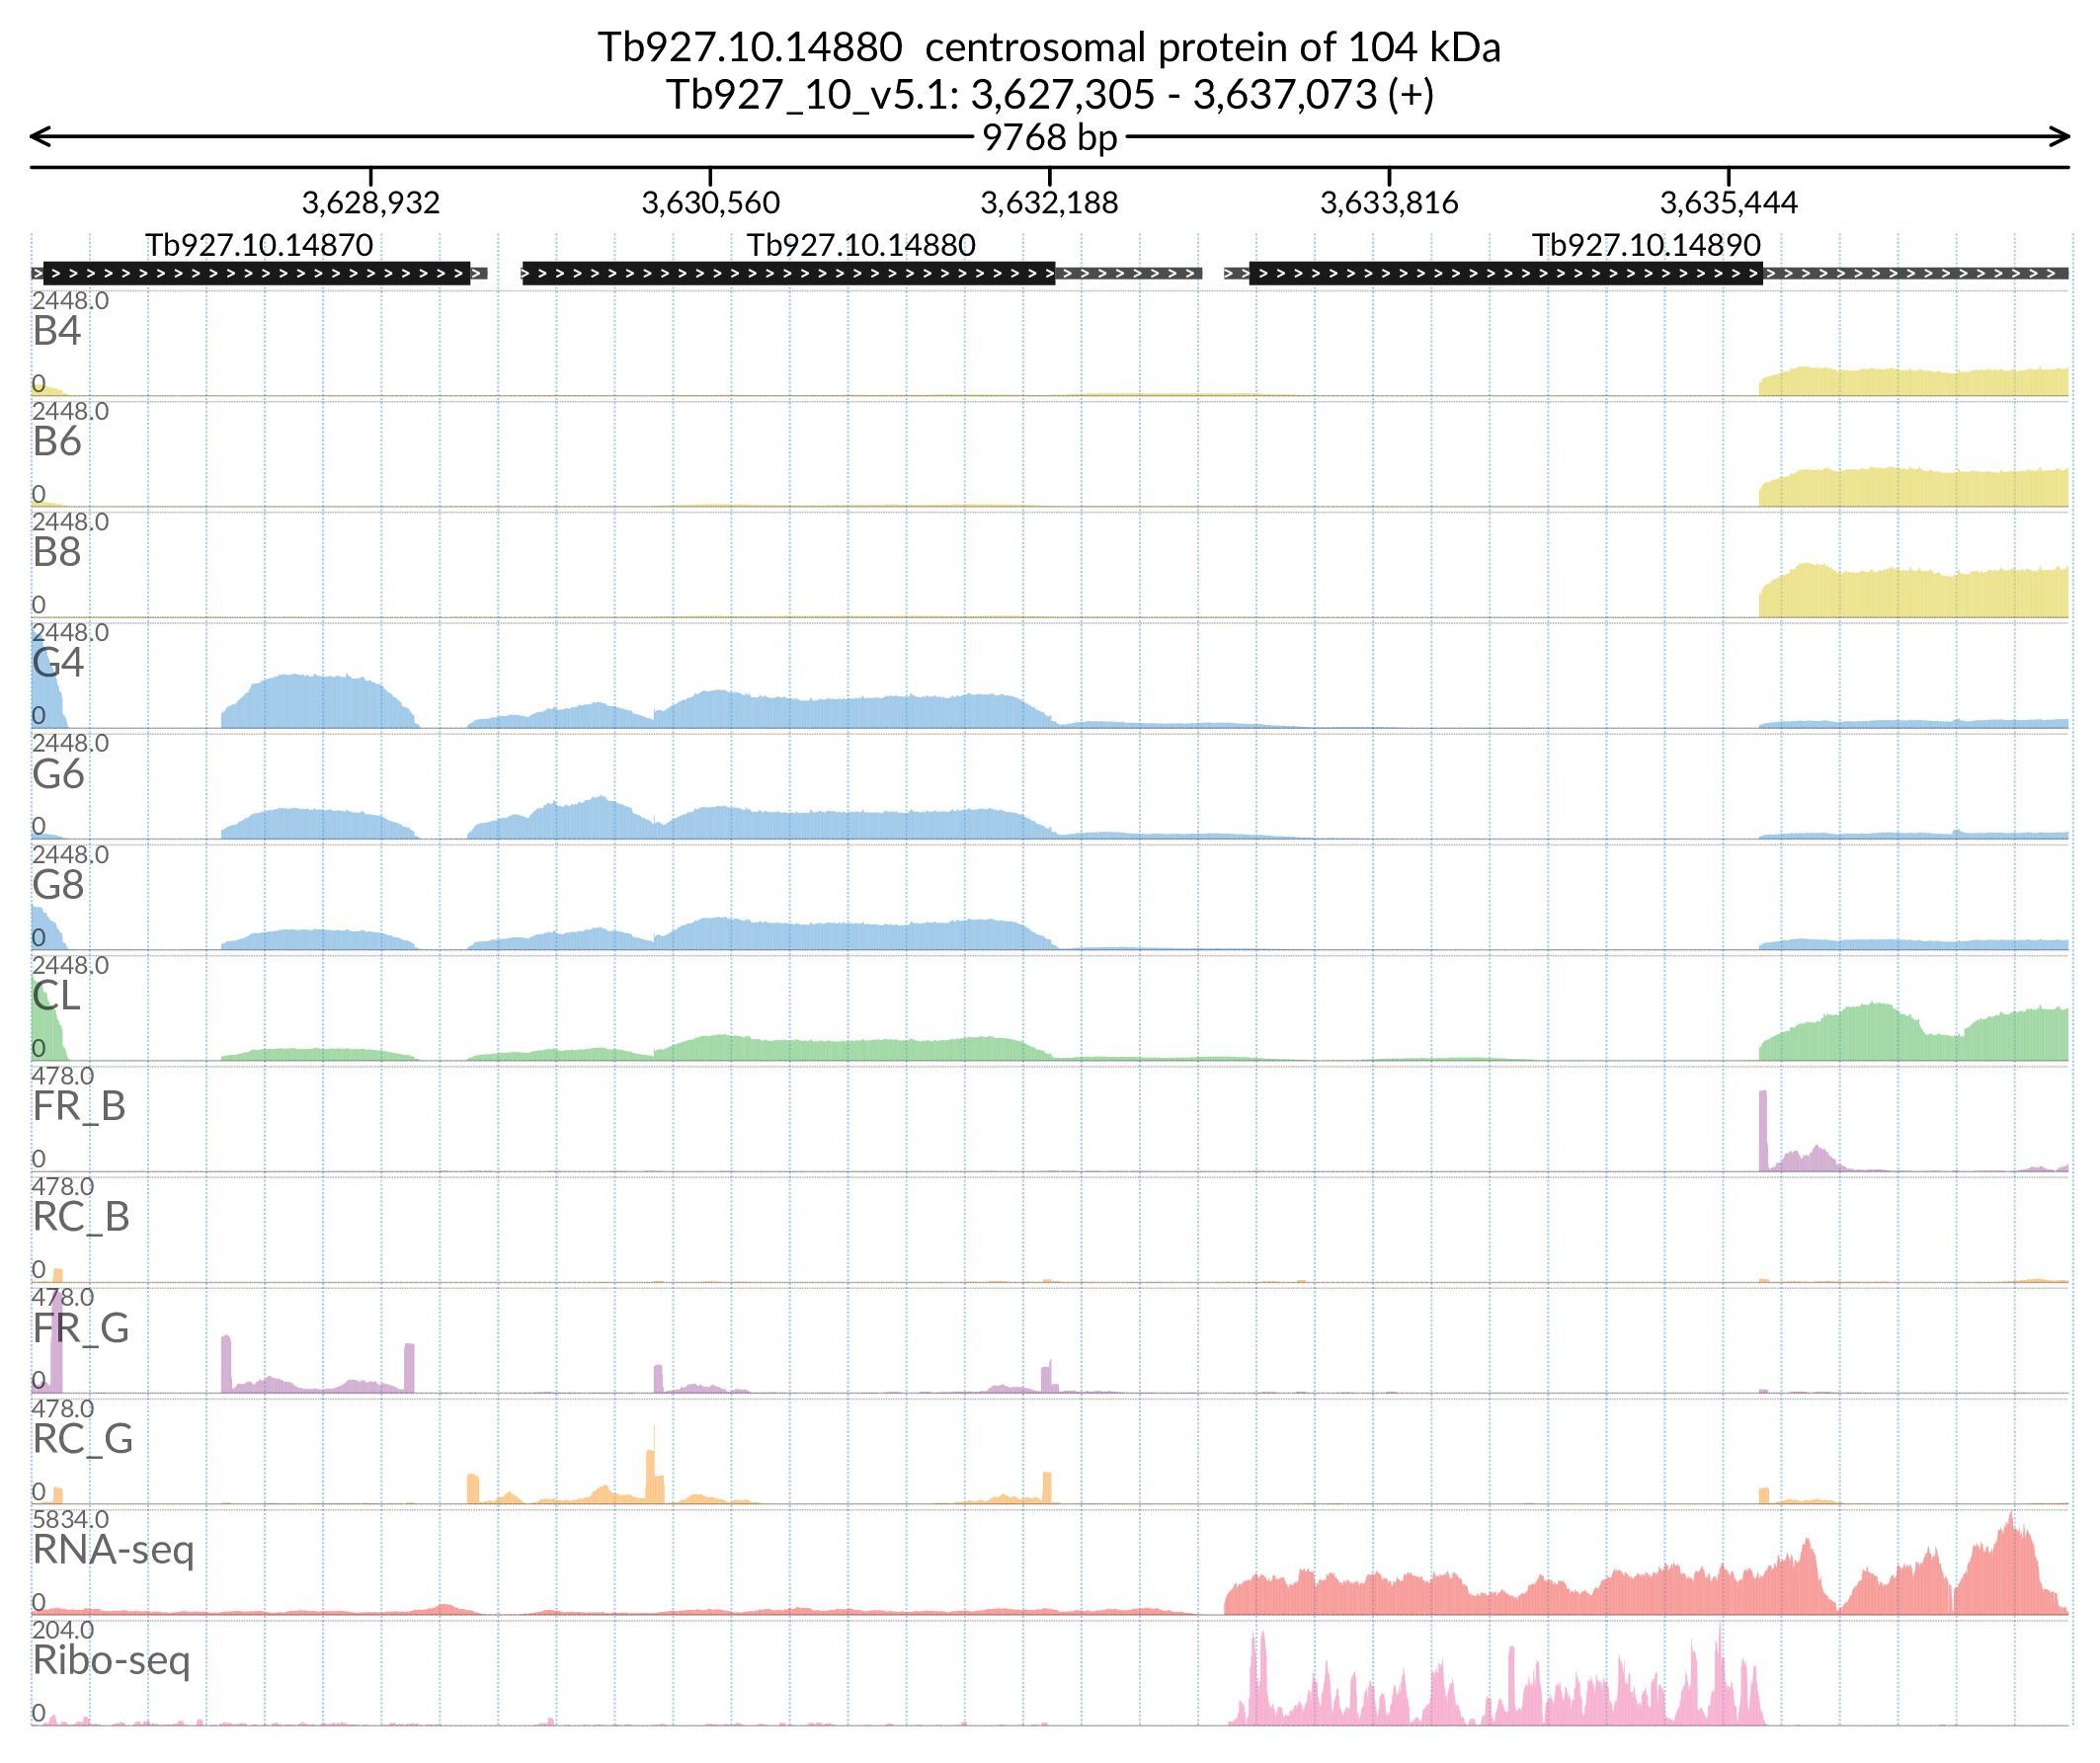 Tb927.10.14880  centrosomal protein of 104 kDa
Tb927_10_v5.1: 3,627,305 - 3,637,073 (+)
9768 bp
3,628,932 3,630,560 3,632,188 3,633,816 3,635,444
Tb927.10.14870 Tb927.10.14880 Tb927.10.14890
2448.0
B4
0
2448.0
B6
0
2448.0
B8
0
2448.0
G4
0
2448.0
G6
0
2448.0
G8
0
2448.0
CL
0
478.0
FR_B
0
478.0
RC_B
0
478.0
FR_G
0
478.0
RC_G
0
5834.0
RNA-seq
0
204.0
Ribo-seq
0